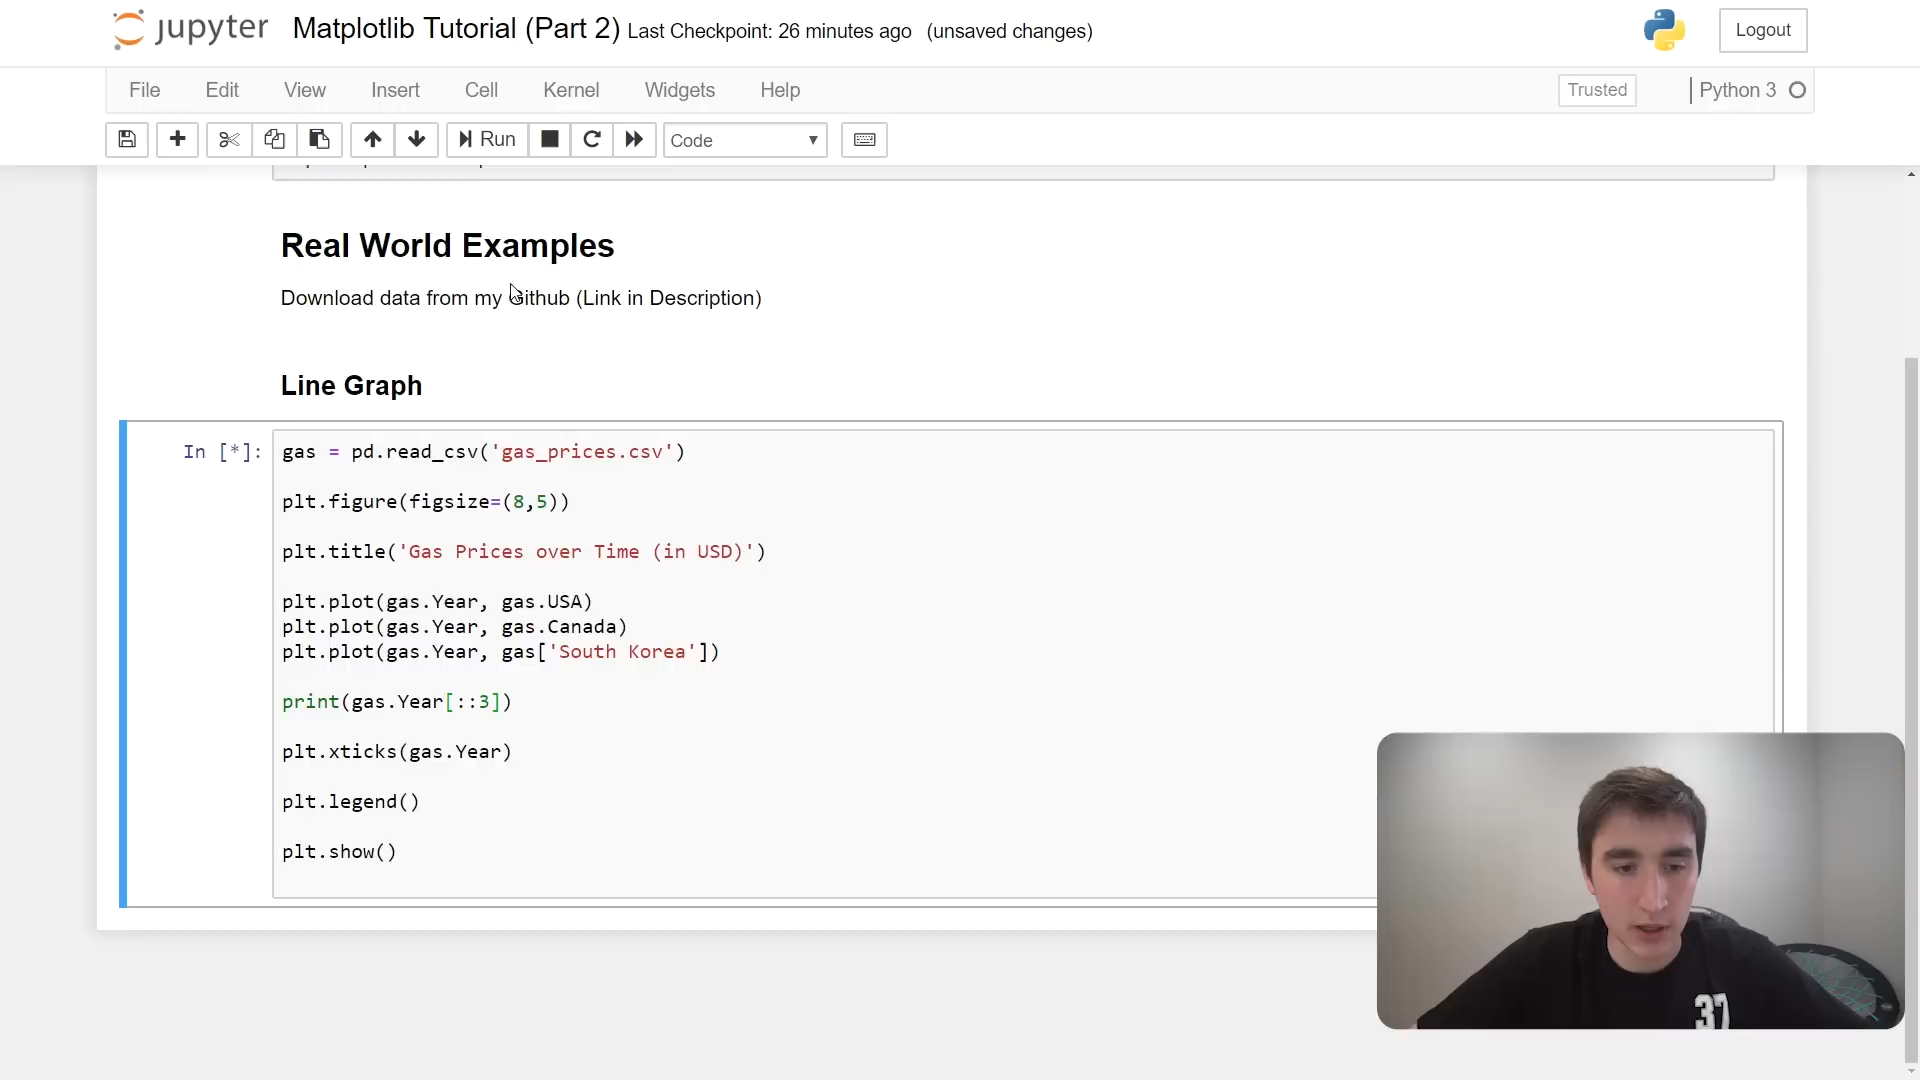 jupyter Matplotlib Tutorial (Part 2) Last Checkpoint: 26 minutes ago (unsaved changes) Logout
File Edit View Insert Cell Kernel Widgets Help Trusted Python 3
Run Code
Real World Examples
Download data from my Github (Link in Description)
Line Graph
In [*]: gas = pd.read_csv('gas_prices.csv')
plt.figure(figsize=(8,5))
plt.title('Gas Prices over Time (in USD)')
plt.plot(gas.Year, gas.USA)
plt.plot(gas.Year, gas.Canada)
plt.plot(gas.Year, gas['South Korea'])
print(gas.Year[::3])
plt.xticks(gas.Year)
plt.legend()
plt.show()
37